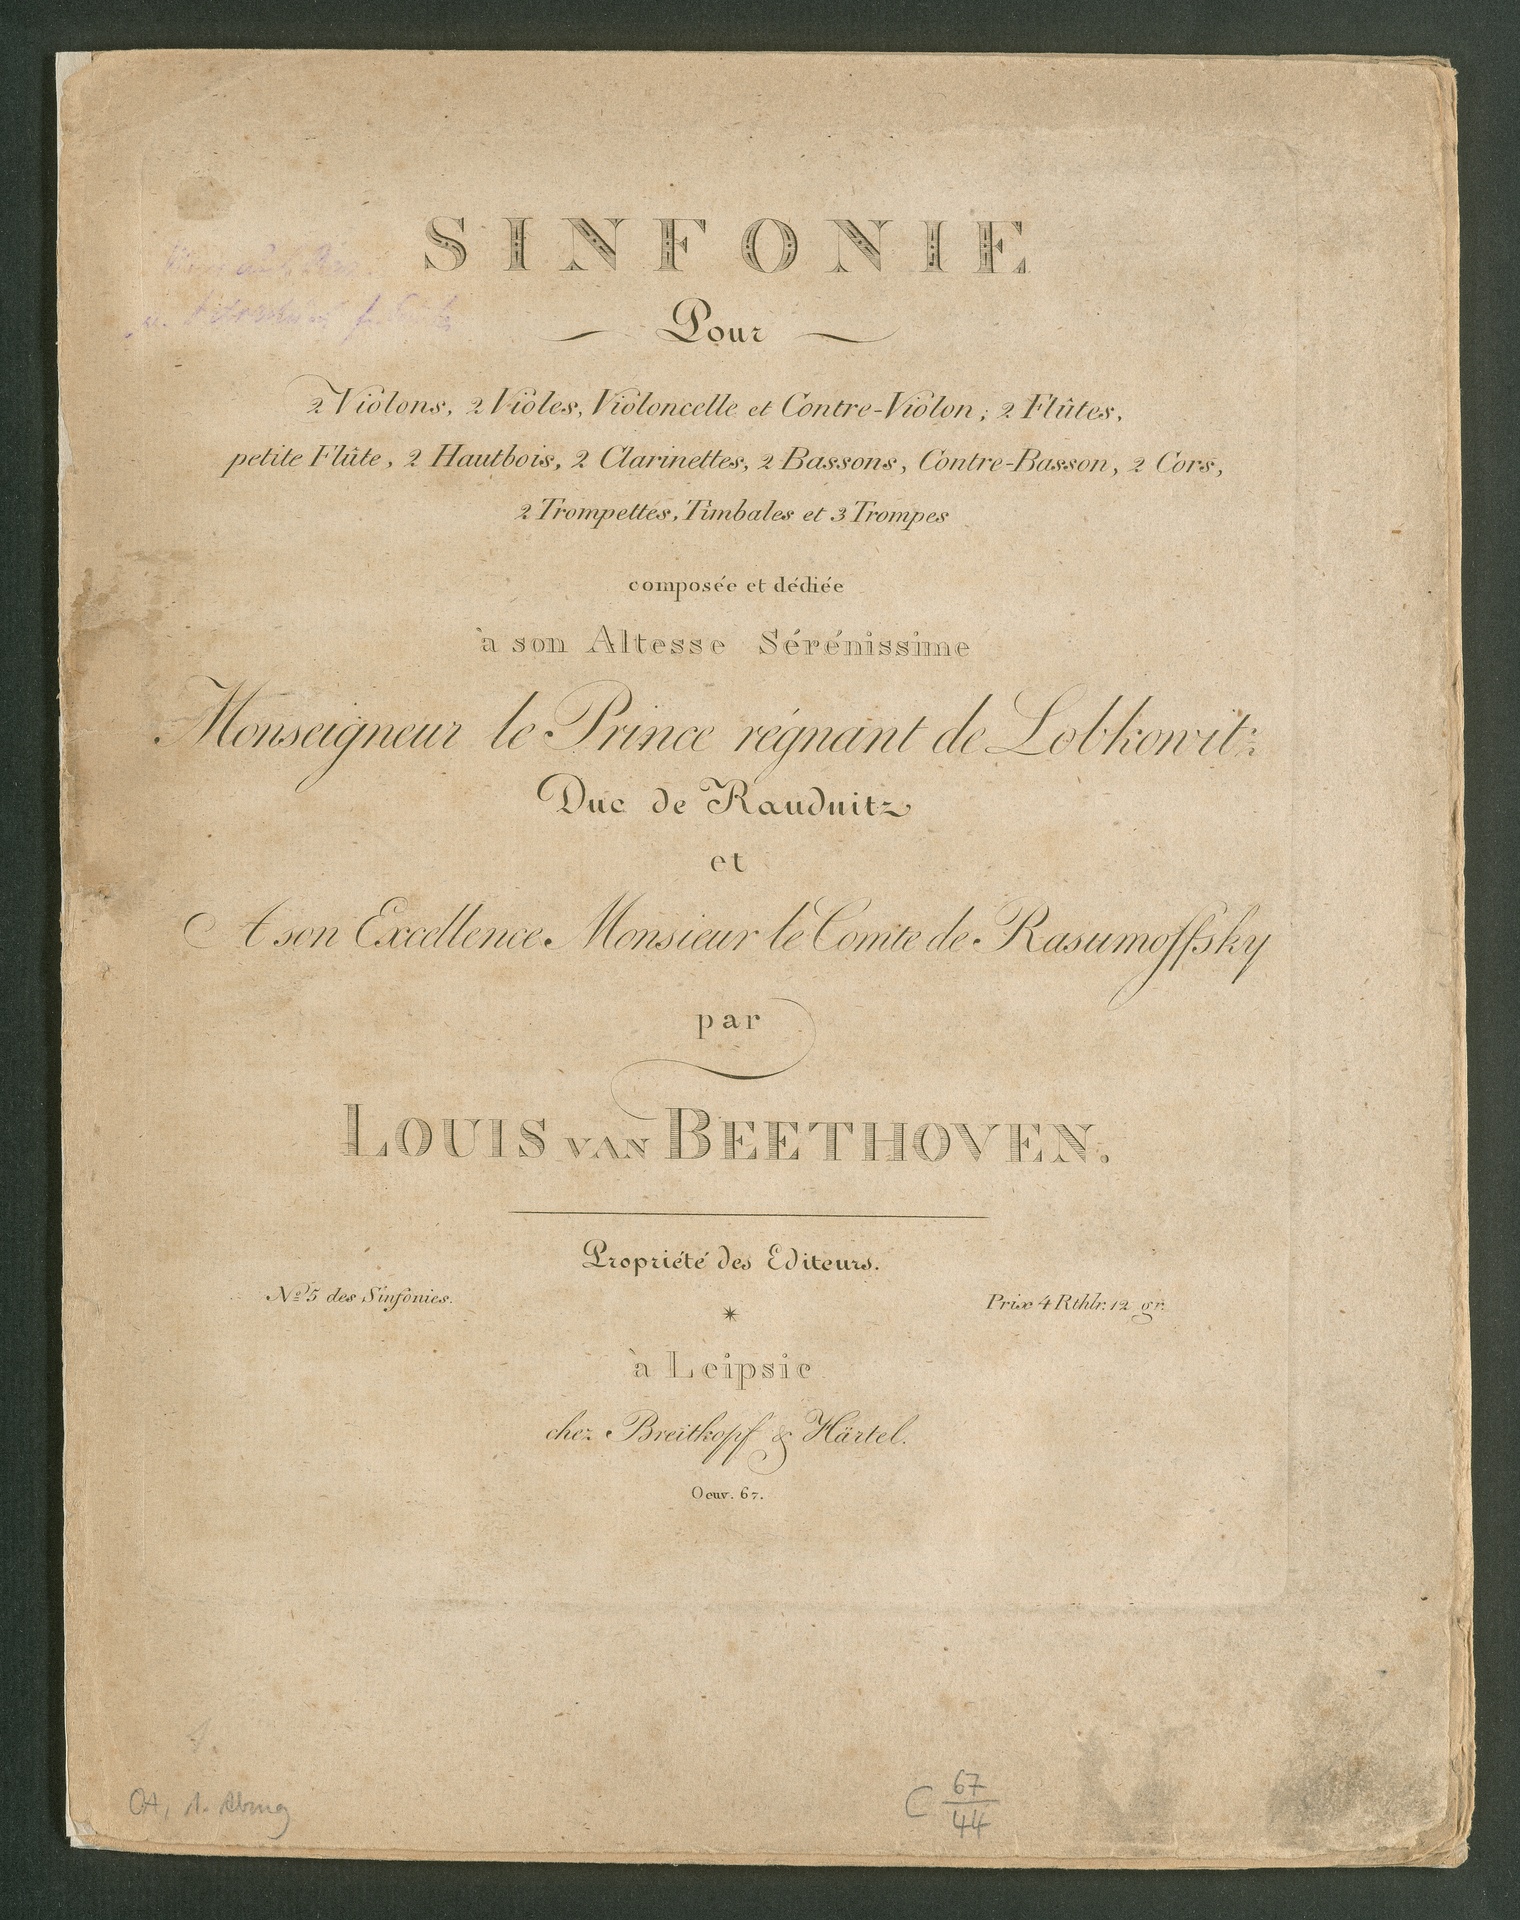 SINFONIE
Pour
2 Violons, 2 Violes, Violoncelle et Contre-Violon; 2 Flûtes,
petite Flûte, 2 Hautbois, 2 Clarinettes, 2 Bassons, Contre-Basson, 2 Cors,
2 Trompettes, Timbales et 3 Trompes
composée et dédiée
à son Altesse Sérénissime
Monseigneur le Prince régnant de Lobkowitz
Duc de Raudnitz
et
A son Excellence Monsieur le Comte de Rasumoffsky
par
LOUIS VAN BEETHOVEN.
Propriété des Editeurs.
No 5 des Sinfonies.
Prix 4 Rthlr. 12 gr.
à Leipsic
chez Breitkopf & Härtel.
Oeuv. 67.
OA, 1.
C 67
44